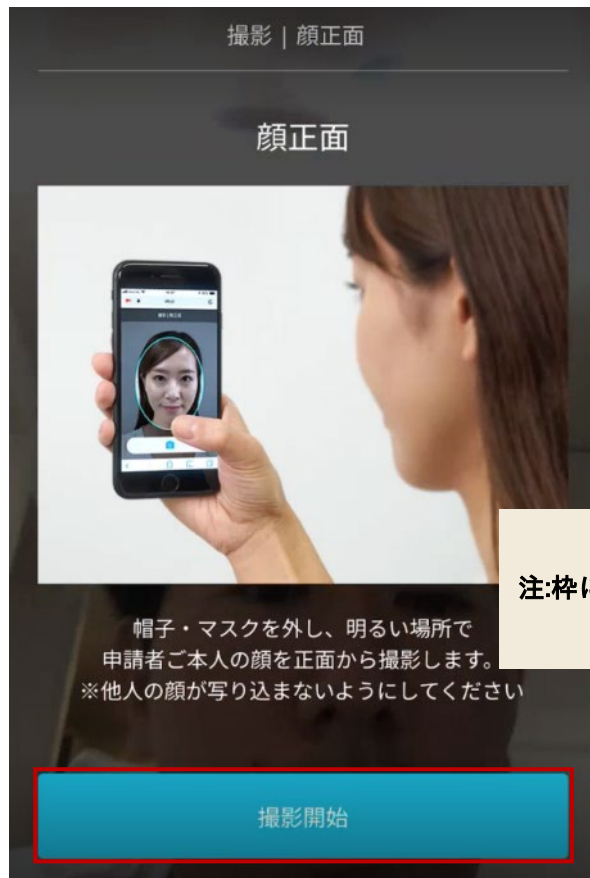 撮影 | 顔正面
顔正面
注:枠に
帽子・マスクを外し、明るい場所で
申請者ご本人の顔を正面から撮影します。
※他人の顔が写り込まないようにしてください
撮影開始